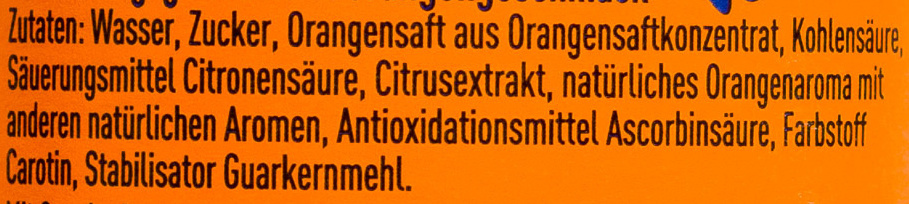 Zutaten: Wasser, Zucker, Orangensaft aus Orangensaftkonzentrat, Kohlensäure,
Säuerungsmittel Citronensäure, Citrusextrakt, natürliches Orangenaroma mit
anderen natürlichen Aromen, Antioxidationsmittel Ascorbinsäure, Farbstoff
Carotin, Stabilisator Guarkernmehl.